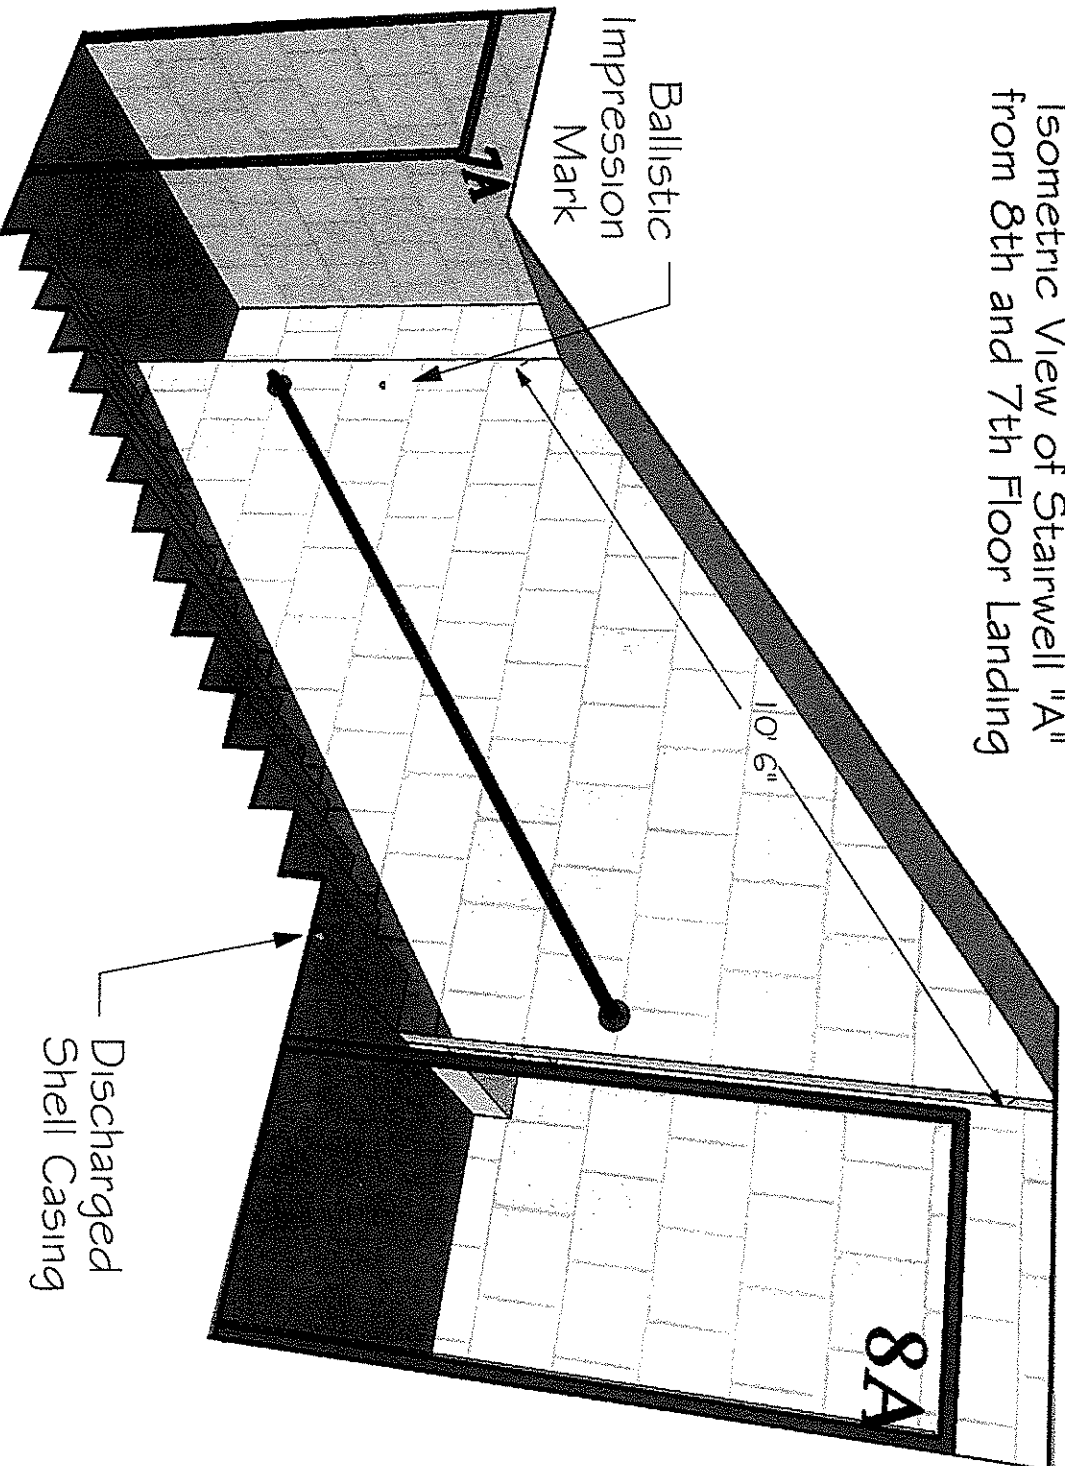 Isometric View of Stairwell "A"
from 8th and 7th Floor Landing
Ballistic
Impression
Mark
7A
10' 6"
8A
Discharged
Shell Casing